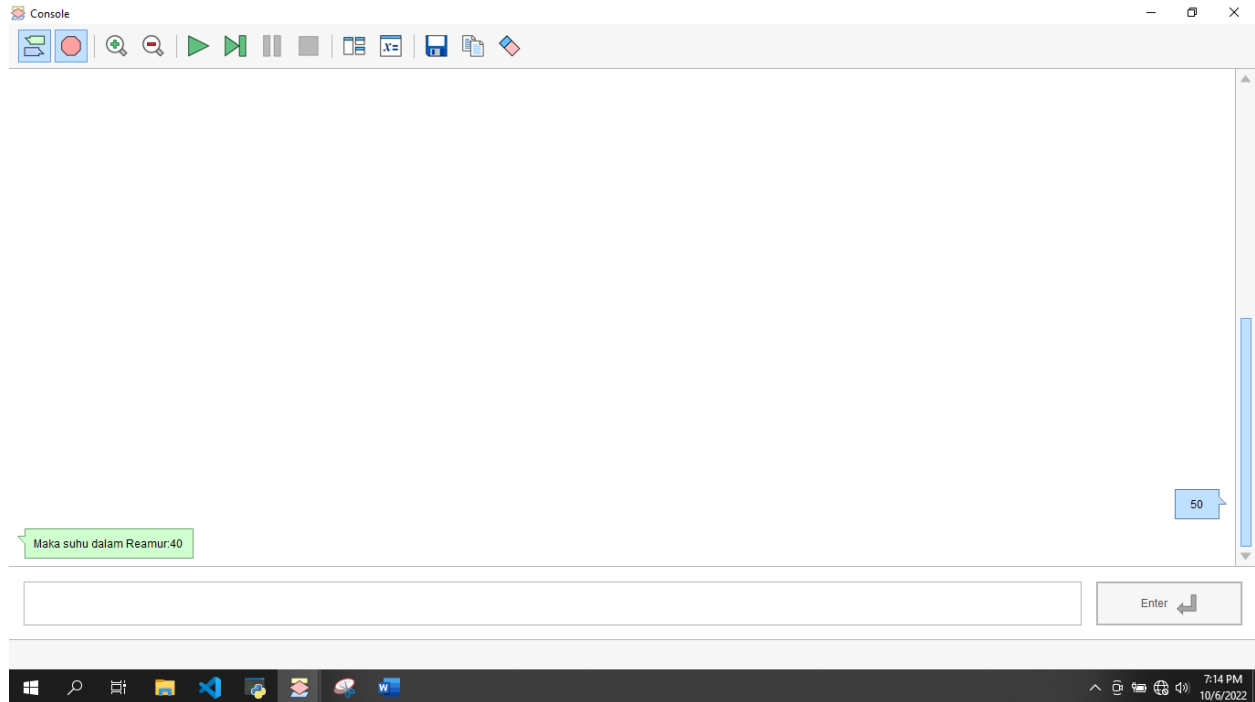 Console
x=
50
Maka suhu dalam Reamur:40
Enter
W
7:14 PM
10/6/2022